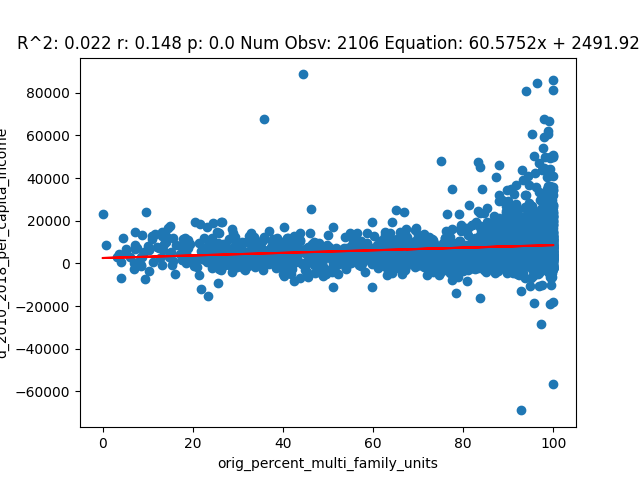 R^2: 0.022 r: 0.148 p: 0.0 Num Obsv: 2106 Equation: 60.5752x + 2491.92
80000
60000
40000
20000
0
−20000
−40000
−60000
d_2010_2018_per_capita_income
0 20 40 60 80 100
orig_percent_multi_family_units